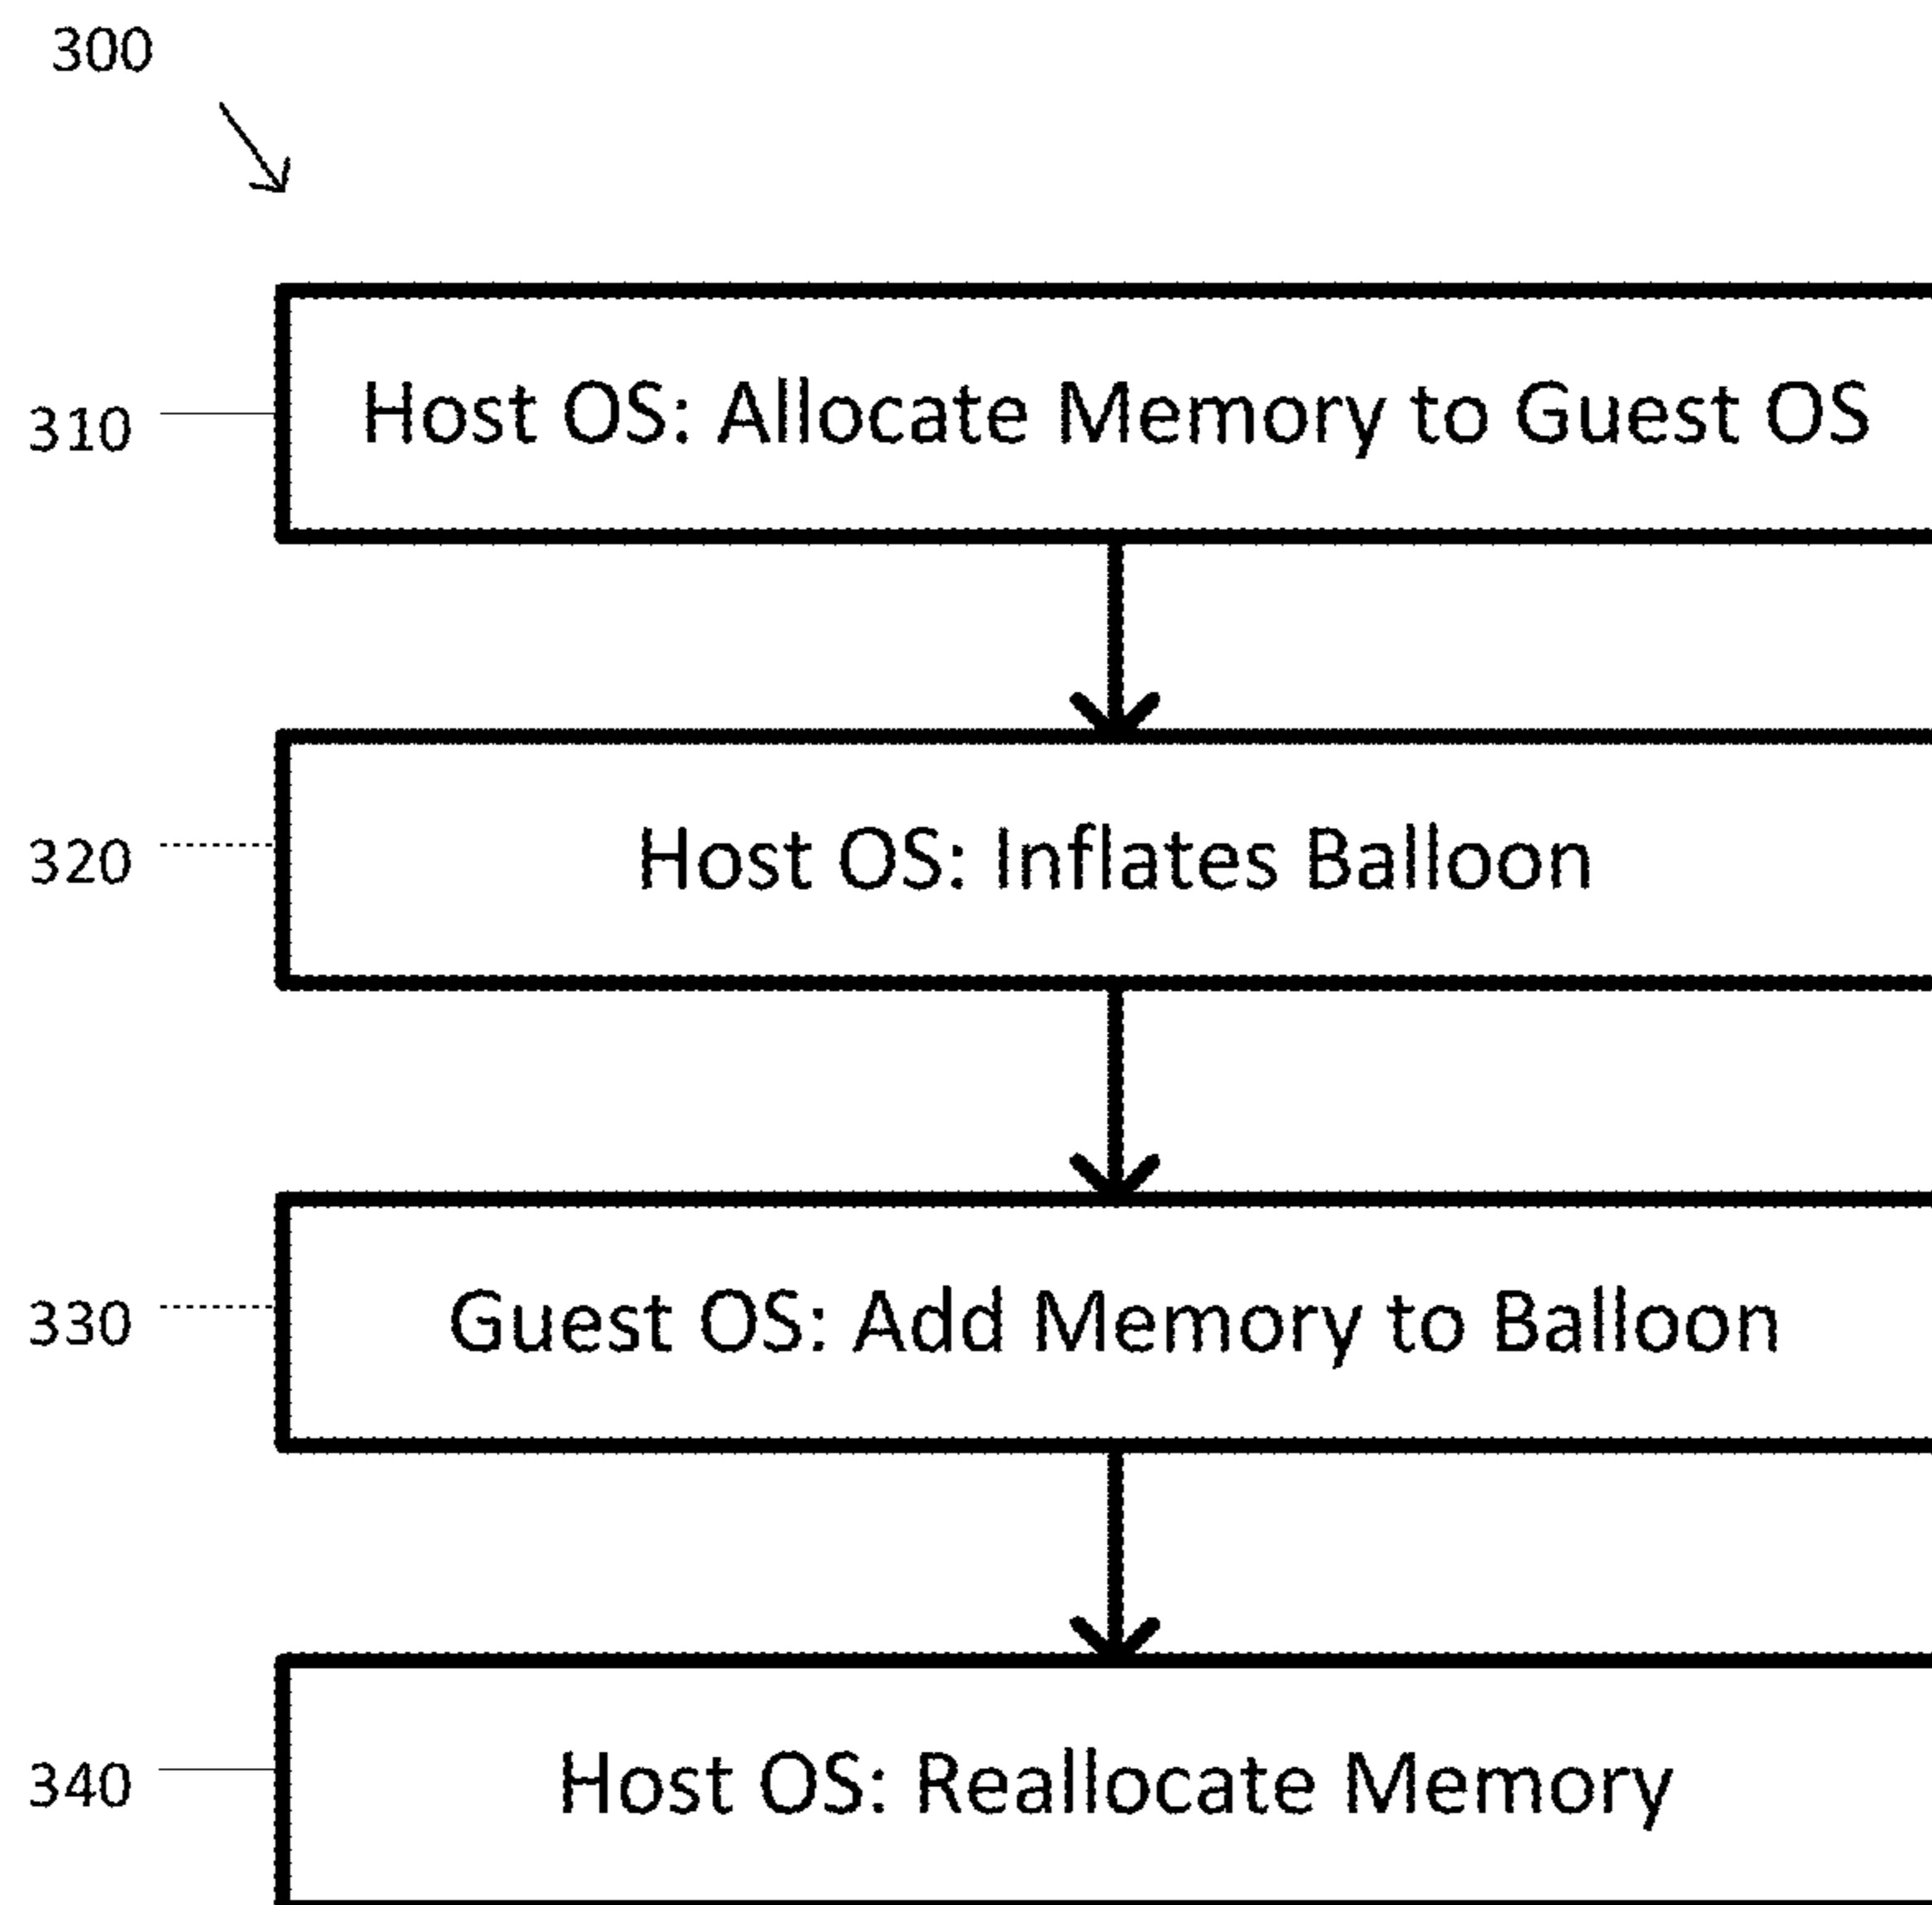 300
310 Host OS: Allocate Memory to Guest OS
320 Host OS: Inflates Balloon
330 Guest OS: Add Memory to Balloon
340 Host OS: Reallocate Memory